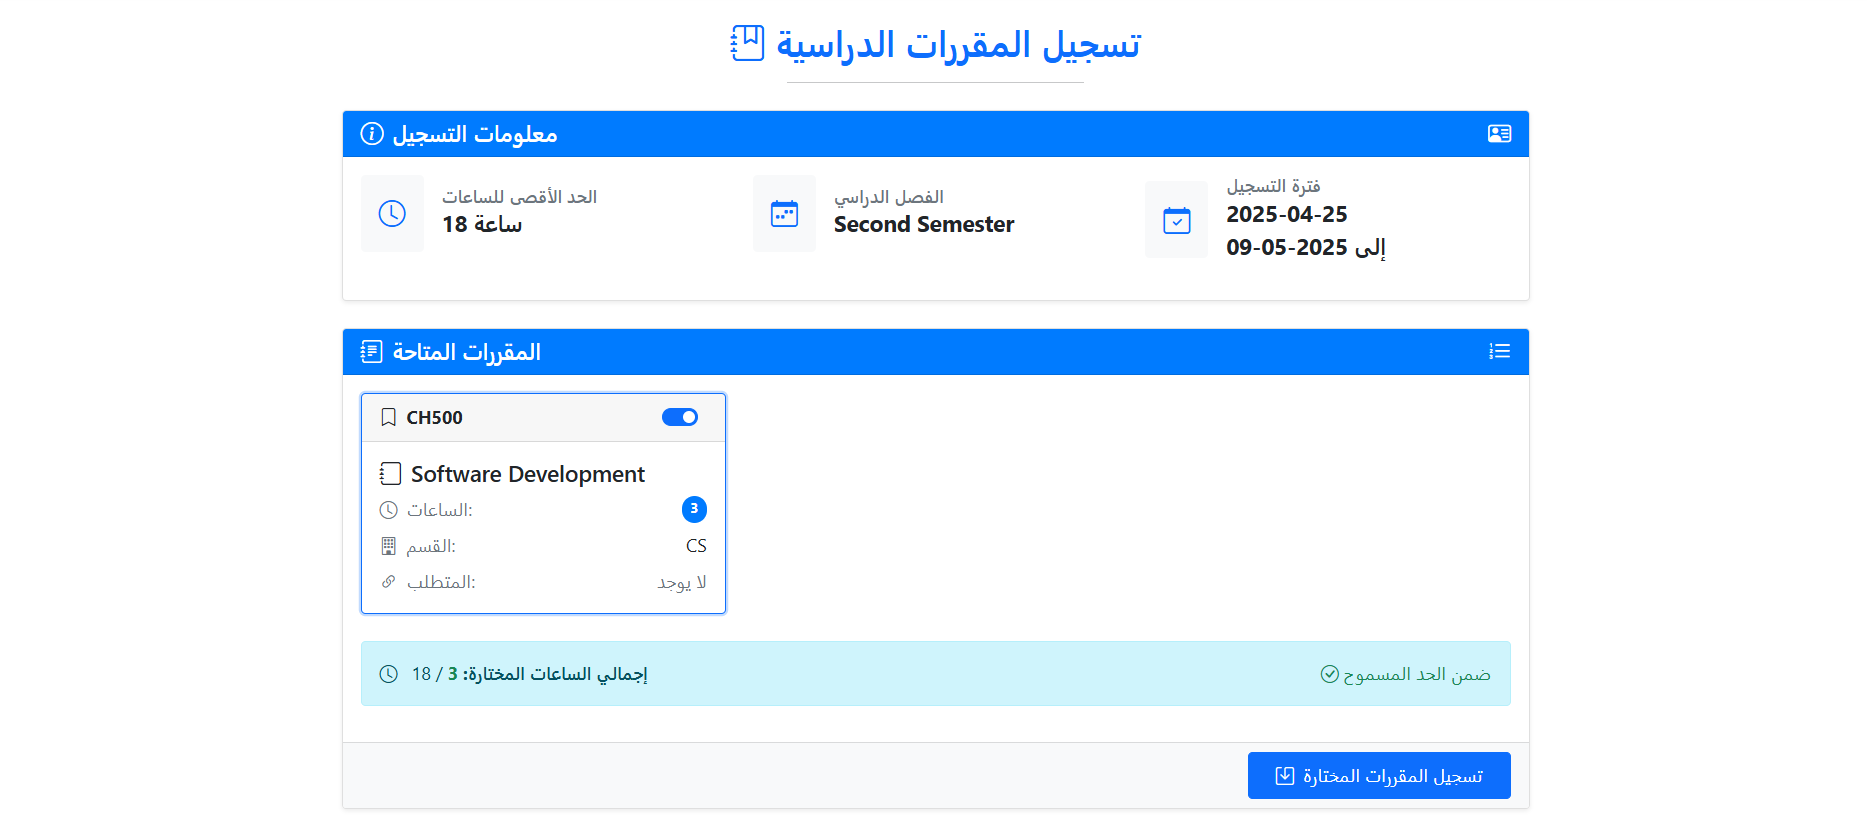 تسجيل المقررات الدراسية
معلومات التسجيل
الحد الأقصى للساعات
18 ساعة
الفصل الدراسي
Second Semester
فترة التسجيل
2025-04-25
إلى 2025-05-09
المقررات المتاحة
CH500
Software Development
الساعات:
3
القسم:
CS
المتطلب:
لا يوجد
إجمالي الساعات المختارة: 3 / 18
ضمن الحد المسموح
تسجيل المقررات المختارة